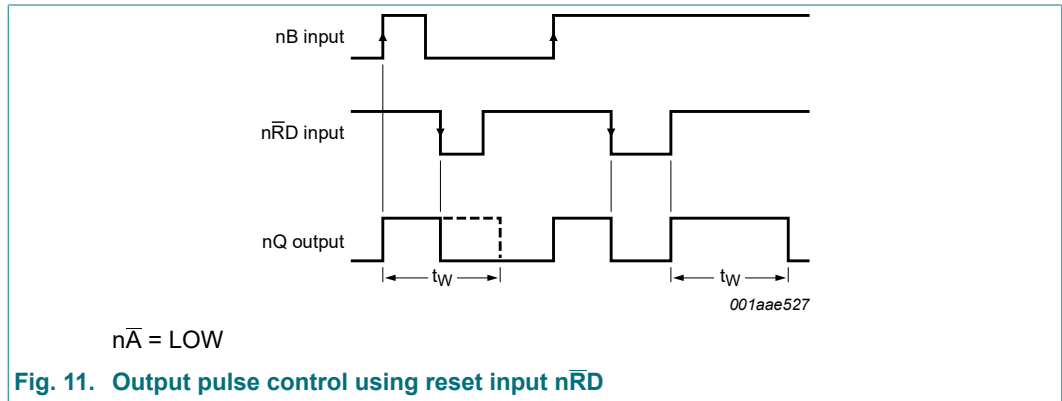 nB input
nR̅D input
nQ output
tW
tW
001aae527
nA̅ = LOW
Fig. 11. Output pulse control using reset input nR̅D